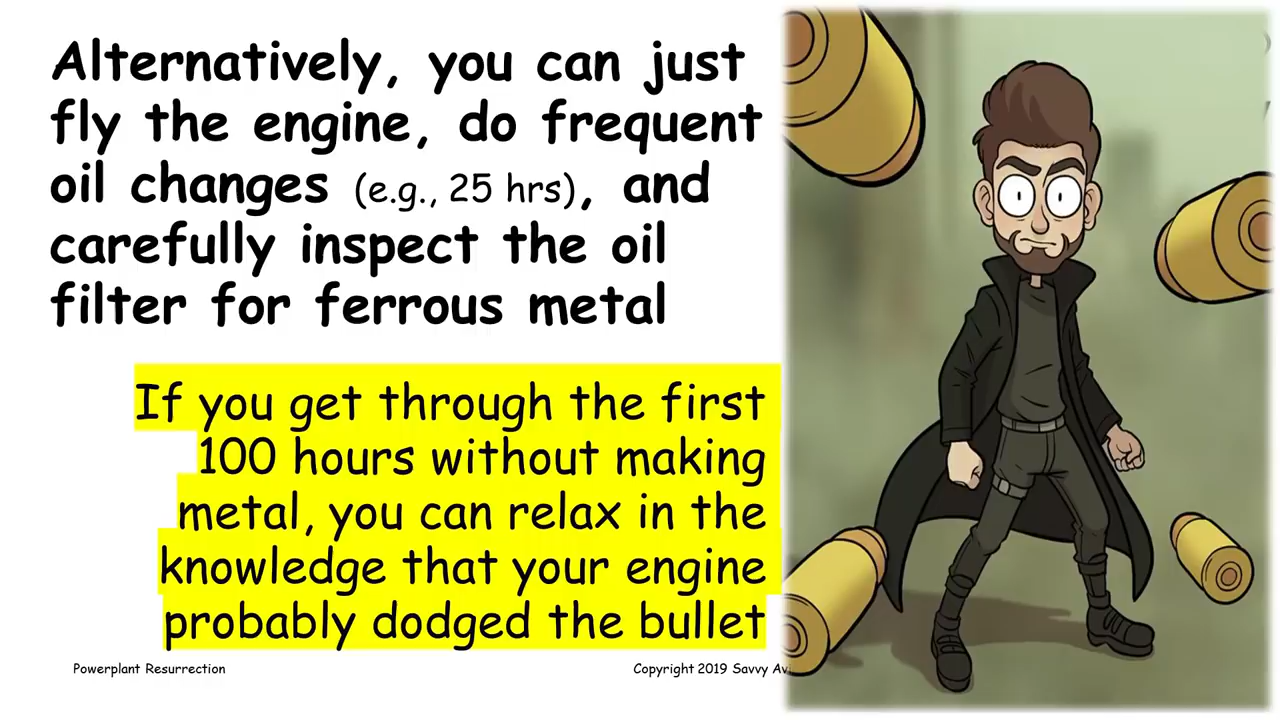 Alternatively, you can just
fly the engine, do frequent
oil changes (e.g., 25 hrs), and
carefully inspect the oil
filter for ferrous metal
If you get through the first
100 hours without making
metal, you can relax in the
knowledge that your engine
probably dodged the bullet
Powerplant Resurrection
Copyright 2019 Savvy